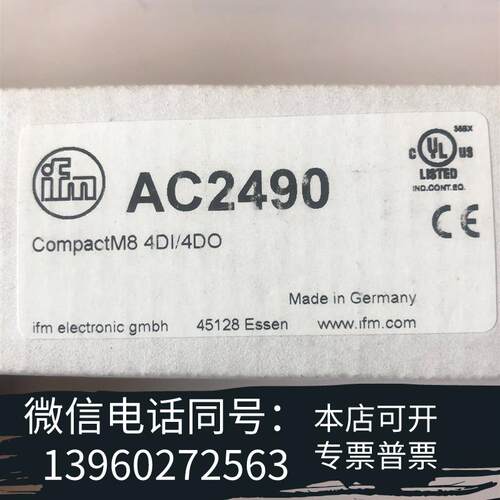 ifm
AC2490
CompactM8 4DI/4DO
C UL US
LISTED
IND.CONT.EQ.
CE
Made in Germany
ifm electronic gmbh 45128 Essen www.ifm.com
微信电话同号： 本店可开
13960272563 专票普票